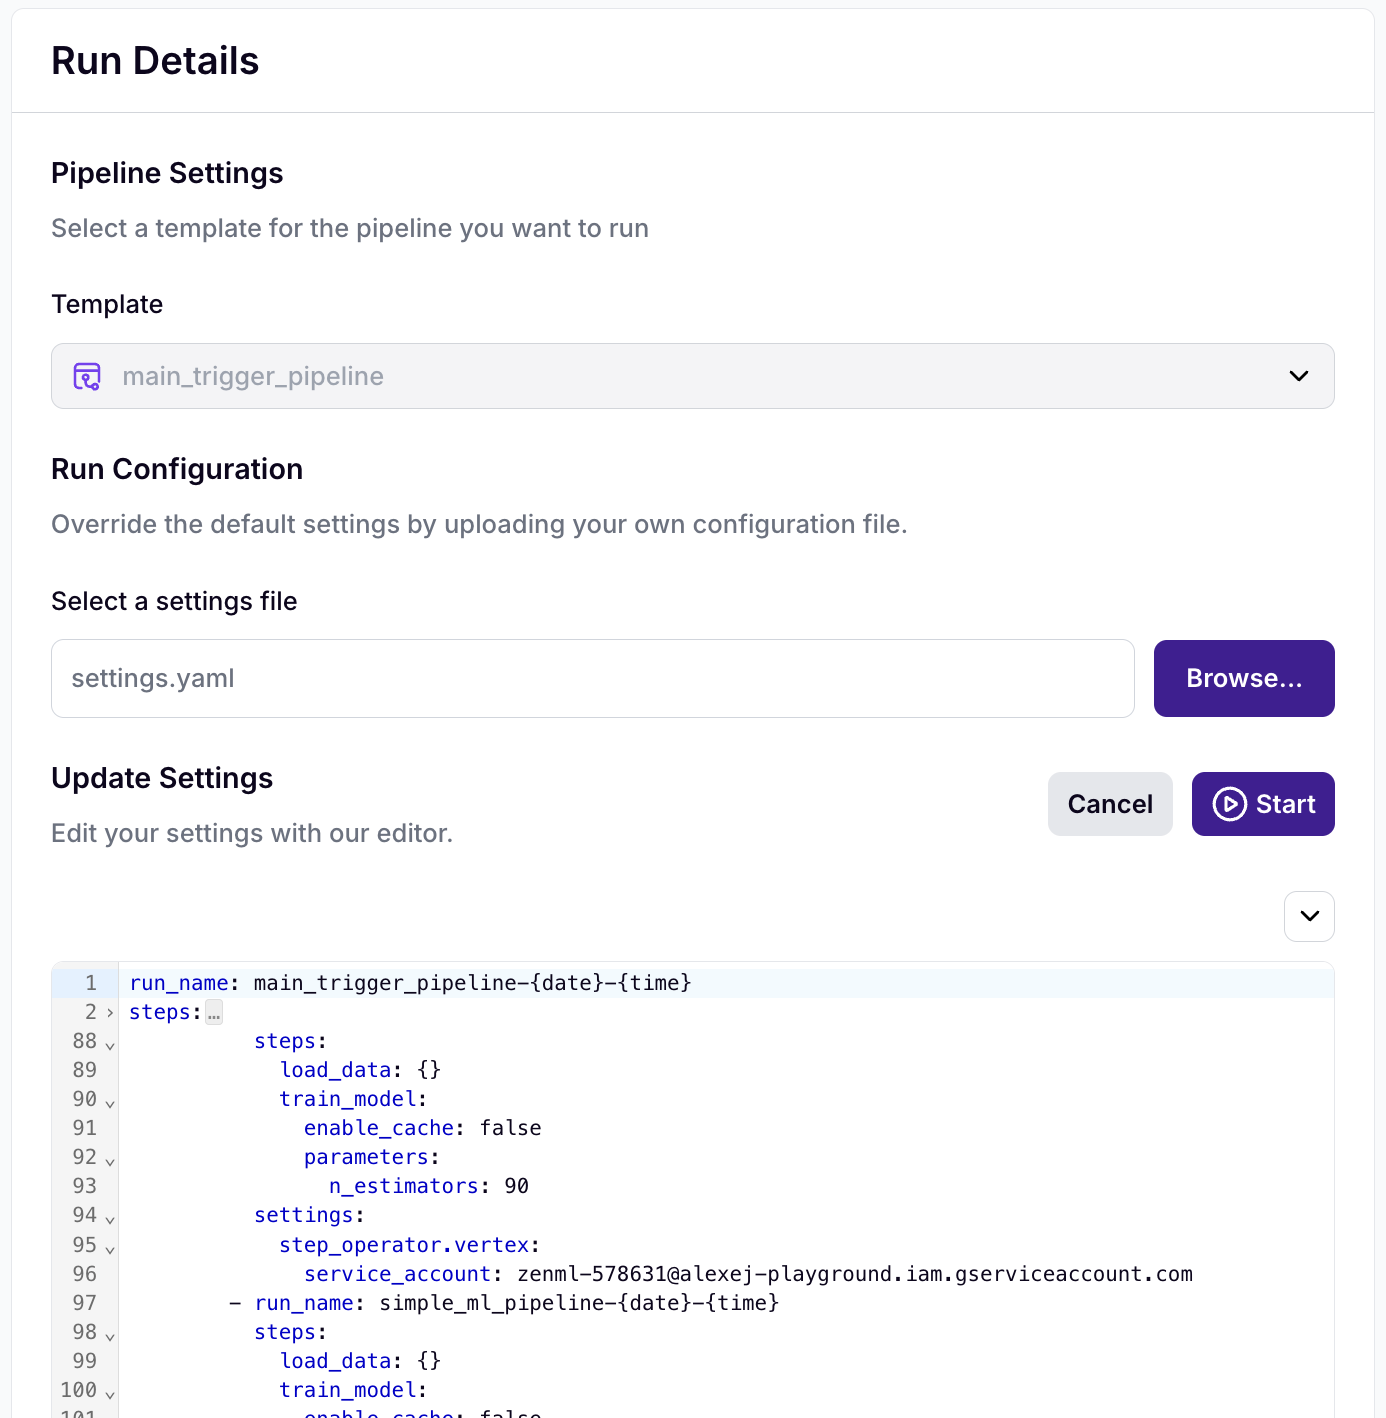 Run Details
Pipeline Settings
Select a template for the pipeline you want to run
Template
main_trigger_pipeline
Run Configuration
Override the default settings by uploading your own configuration file.
Select a settings file
settings.yaml
Browse...
Update Settings
Edit your settings with our editor.
Cancel
Start
1 run_name: main_trigger_pipeline-{date}-{time}
2 steps:…
88 steps:
89 load_data: {}
90 train_model:
91 enable_cache: false
92 parameters:
93 n_estimators: 90
94 settings:
95 step_operator.vertex:
96 service_account: zenml-578631@alexej-playground.iam.gserviceaccount.com
97 - run_name: simple_ml_pipeline-{date}-{time}
98 steps:
99 load_data: {}
100 train_model:
101 enable_cache: false